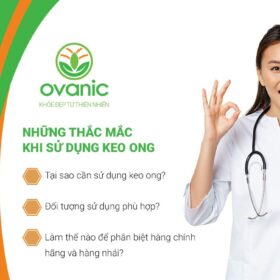 ovanic
KHỎE ĐẸP TỪ THIÊN NHIÊN
NHỮNG THẮC MẮC
KHI SỬ DỤNG KEO ONG
Tại sao cần sử dụng keo ong?
Đối tượng sử dụng phù hợp?
Làm thế nào để phân biệt hàng chính
hãng và hàng nhái?